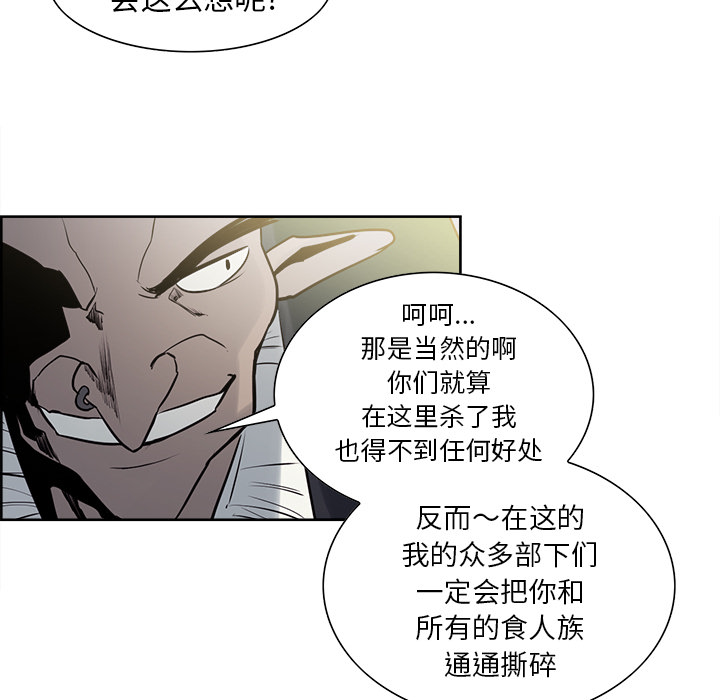 会这么想呢?
呵呵...
那是当然的啊
你们就算
在这里杀了我
也得不到任何好处
反而～在这的
我的众多部下们
一定会把你和
所有的食人族
通通撕碎